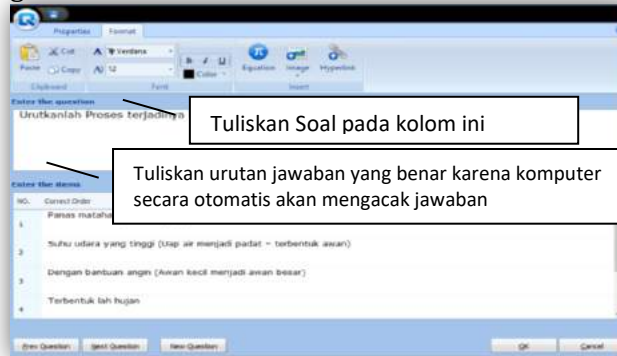 Properties Format
Cut Verdana
Paste Copy 12 B I U Color Equation Image Hyperlink
Clipboard Font Insert
Enter the question
Urutkanlah Proses terjadinya
Tuliskan Soal pada kolom ini
Tuliskan urutan jawaban yang benar karena komputer
secara otomatis akan mengacak jawaban
Enter the items
NO. Correct Order
Panas mataha
1
Suhu udara yang tinggi (Uap air menjadi padat - terbentuk awan)
2
Dengan bantuan angin (Awan kecil menjadi awan besar)
3
Terbentuk lah hujan
4
Prev Question Next Question New Question OK Cancel